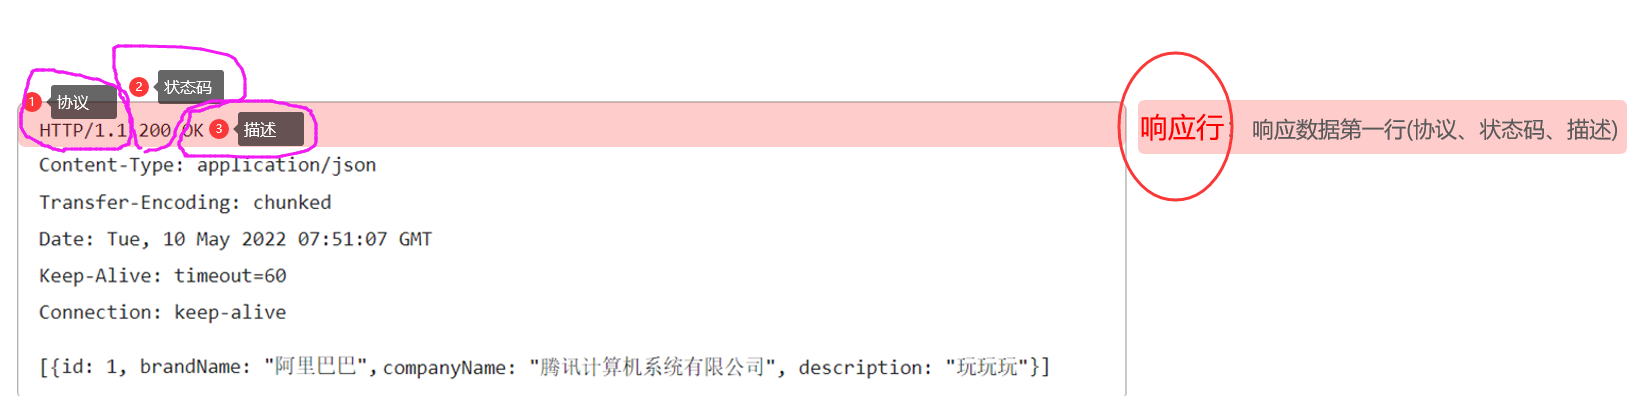 2 状态码
1 协议
HTTP/1.1 200 OK 3 描述 响应行: 响应数据第一行(协议、状态码、描述)
Content-Type: application/json
Transfer-Encoding: chunked
Date: Tue, 10 May 2022 07:51:07 GMT
Keep-Alive: timeout=60
Connection: keep-alive
[{id: 1, brandName: "阿里巴巴", companyName: "腾讯计算机系统有限公司", description: "玩玩玩"}]